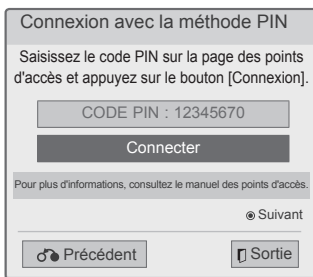 Connexion avec la méthode PIN
Saisissez le code PIN sur la page des points
d'accès et appuyez sur le bouton [Connexion].
CODE PIN : 12345670
Connecter
Pour plus d'informations, consultez le manuel des points d'accès.
Suivant
Précédent
Sortie